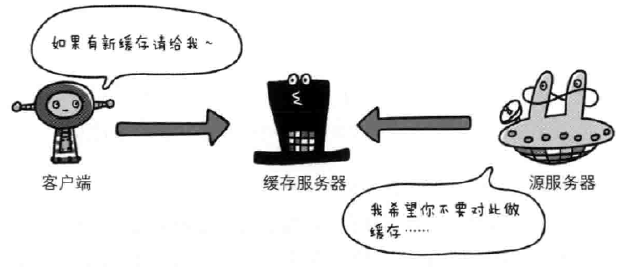 如果有新缓存请给我～
客户端
缓存服务器
源服务器
我希望你不要对此做
缓存……